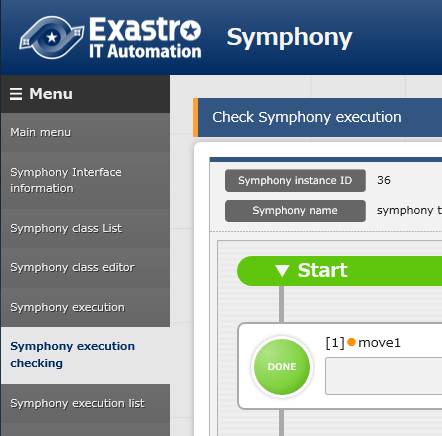 Exastro
IT Automation
Symphony
Menu
Main menu
Symphony Interface
information
Symphony class List
Symphony class editor
Symphony execution
Symphony execution
checking
Symphony execution list
Check Symphony execution
Symphony instance ID 36
Symphony name symphony t
Start
DONE
[1] move1